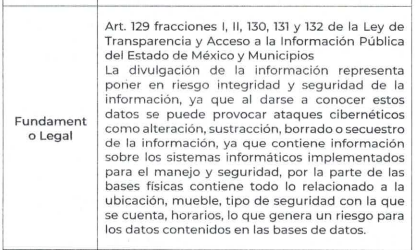 Fundament
o Legal
Art. 129 fracciones I, II, 130, 131 y 132 de la Ley de
Transparencia y Acceso a la Información Pública
del Estado de México y Municipios
La divulgación de la información representa
poner en riesgo integridad y seguridad de la
información, ya que al darse a conocer estos
datos se puede provocar ataques cibernéticos
como alteración, sustracción, borrado o secuestro
de la información, ya que contiene información
sobre los sistemas informáticos implementados
para el manejo y seguridad, por la parte de las
bases físicas contiene todo lo relacionado a la
ubicación, mueble, tipo de seguridad con la que
se cuenta, horarios, lo que genera un riesgo para
los datos contenidos en las bases de datos.